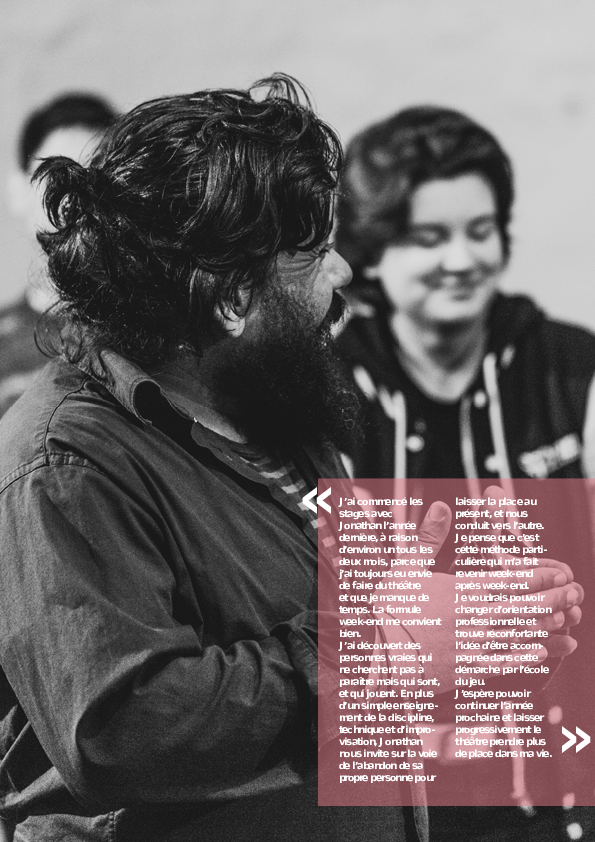 «
J'ai commencé les
stages avec
Jonathan l'année
dernière, à raison
d'environ un tous les
deux mois, parce que
j'ai toujours eu envie
de faire du théâtre
et que je manque de
temps. La formule
week-end me convient
bien.
J'ai découvert des
personnes vraies qui
ne cherchent pas à
paraître mais qui sont,
et qui jouent. En plus
d'un simple enseigne-
ment de la discipline,
technique et d'impro-
visation, Jonathan
nous invite sur la voie
de l'abandon de sa
propre personne pour
laisser la place au
présent, et nous
conduit vers l'autre.
Je pense que c'est
cette méthode parti-
culière qui m'a fait
revenir week-end
après week-end.
Je voudrais pouvoir
changer d'orientation
professionnelle et
trouve réconfortante
l'idée d'être accom-
pagnée dans cette
démarche par l'école
du jeu.
J'espère pouvoir
continuer l'année
prochaine et laisser
progressivement le
théâtre prendre plus
de place dans ma vie.
»